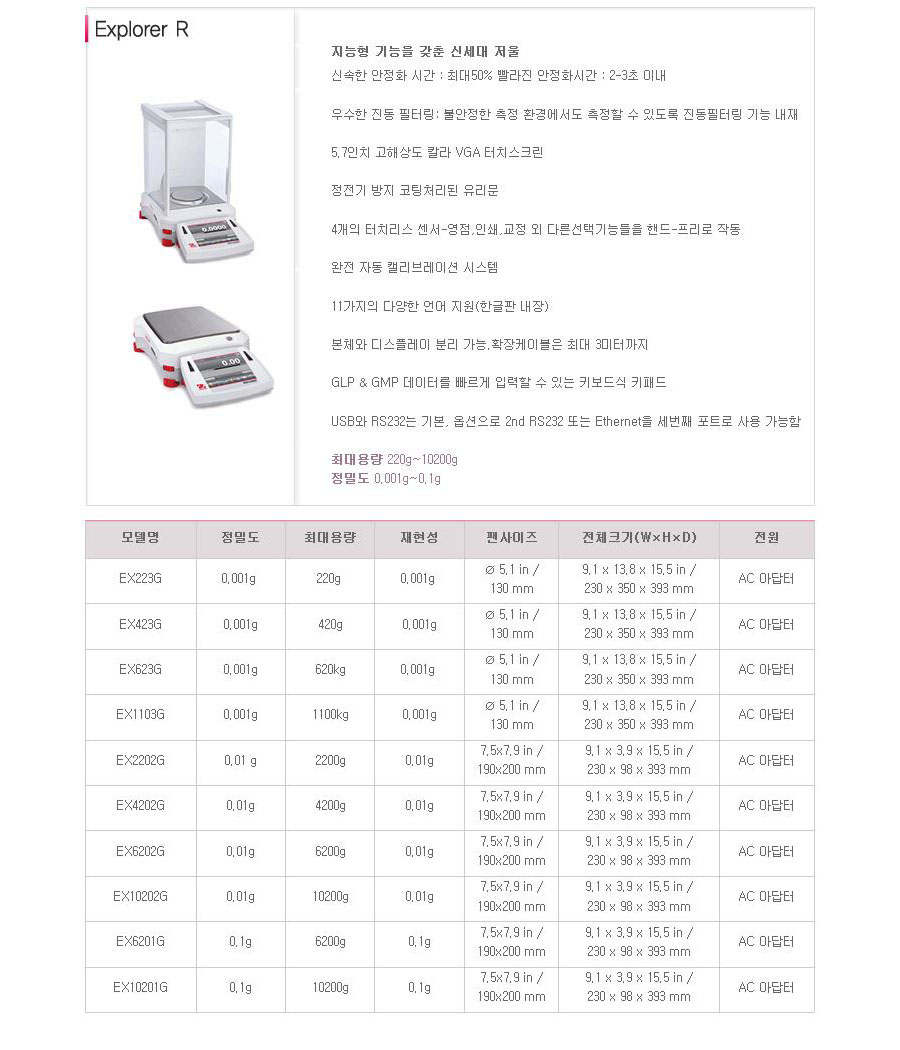 Explorer R
지능형 기능을 갖춘 신세대 저울
신속한 안정화 시간 : 최대50% 빨라진 안정화시간 : 2-3초 이내
우수한 진동 필터링: 불안정한 측정 환경에서도 측정할 수 있도록 진동필터링 기능 내재
5.7인치 고해상도 칼라 VGA 터치스크린
정전기 방지 코팅처리된 유리문
4개의 터치리스 센서-영점,인쇄,교정 외 다른선택기능들을 핸드-프리로 작동
완전 자동 캘리브레이션 시스템
11가지의 다양한 언어 지원(한글판 내장)
본체와 디스플레이 분리 가능,확장케이블은 최대 3미터까지
GLP & GMP 데이터를 빠르게 입력할 수 있는 키보드식 키패드
USB와 RS232는 기본, 옵션으로 2nd RS232 또는 Ethernet을 세번째 포트로 사용 가능함
최대용량 220g~10200g
정밀도 0.001g~0.1g
0.0000
0.00
모델명 정밀도 최대용량 재현성 팬사이즈 전체크기(W×H×D) 전원
EX223G 0.001g 220g 0.001g ∅ 5.1 in / 130 mm 9.1 x 13.8 x 15.5 in / 230 x 350 x 393 mm AC 아답터
EX423G 0.001g 420g 0.001g ∅ 5.1 in / 130 mm 9.1 x 13.8 x 15.5 in / 230 x 350 x 393 mm AC 아답터
EX623G 0.001g 620kg 0.001g ∅ 5.1 in / 130 mm 9.1 x 13.8 x 15.5 in / 230 x 350 x 393 mm AC 아답터
EX1103G 0.001g 1100kg 0.001g ∅ 5.1 in / 130 mm 9.1 x 13.8 x 15.5 in / 230 x 350 x 393 mm AC 아답터
EX2202G 0.01 g 2200g 0.01g 7.5x7.9 in / 190x200 mm 9.1 x 3.9 x 15.5 in / 230 x 98 x 393 mm AC 아답터
EX4202G 0.01g 4200g 0.01g 7.5x7.9 in / 190x200 mm 9.1 x 3.9 x 15.5 in / 230 x 98 x 393 mm AC 아답터
EX6202G 0.01g 6200g 0.01g 7.5x7.9 in / 190x200 mm 9.1 x 3.9 x 15.5 in / 230 x 98 x 393 mm AC 아답터
EX10202G 0.01g 10200g 0.01g 7.5x7.9 in / 190x200 mm 9.1 x 3.9 x 15.5 in / 230 x 98 x 393 mm AC 아답터
EX6201G 0.1g 6200g 0.1g 7.5x7.9 in / 190x200 mm 9.1 x 3.9 x 15.5 in / 230 x 98 x 393 mm AC 아답터
EX10201G 0.1g 10200g 0.1g 7.5x7.9 in / 190x200 mm 9.1 x 3.9 x 15.5 in / 230 x 98 x 393 mm AC 아답터